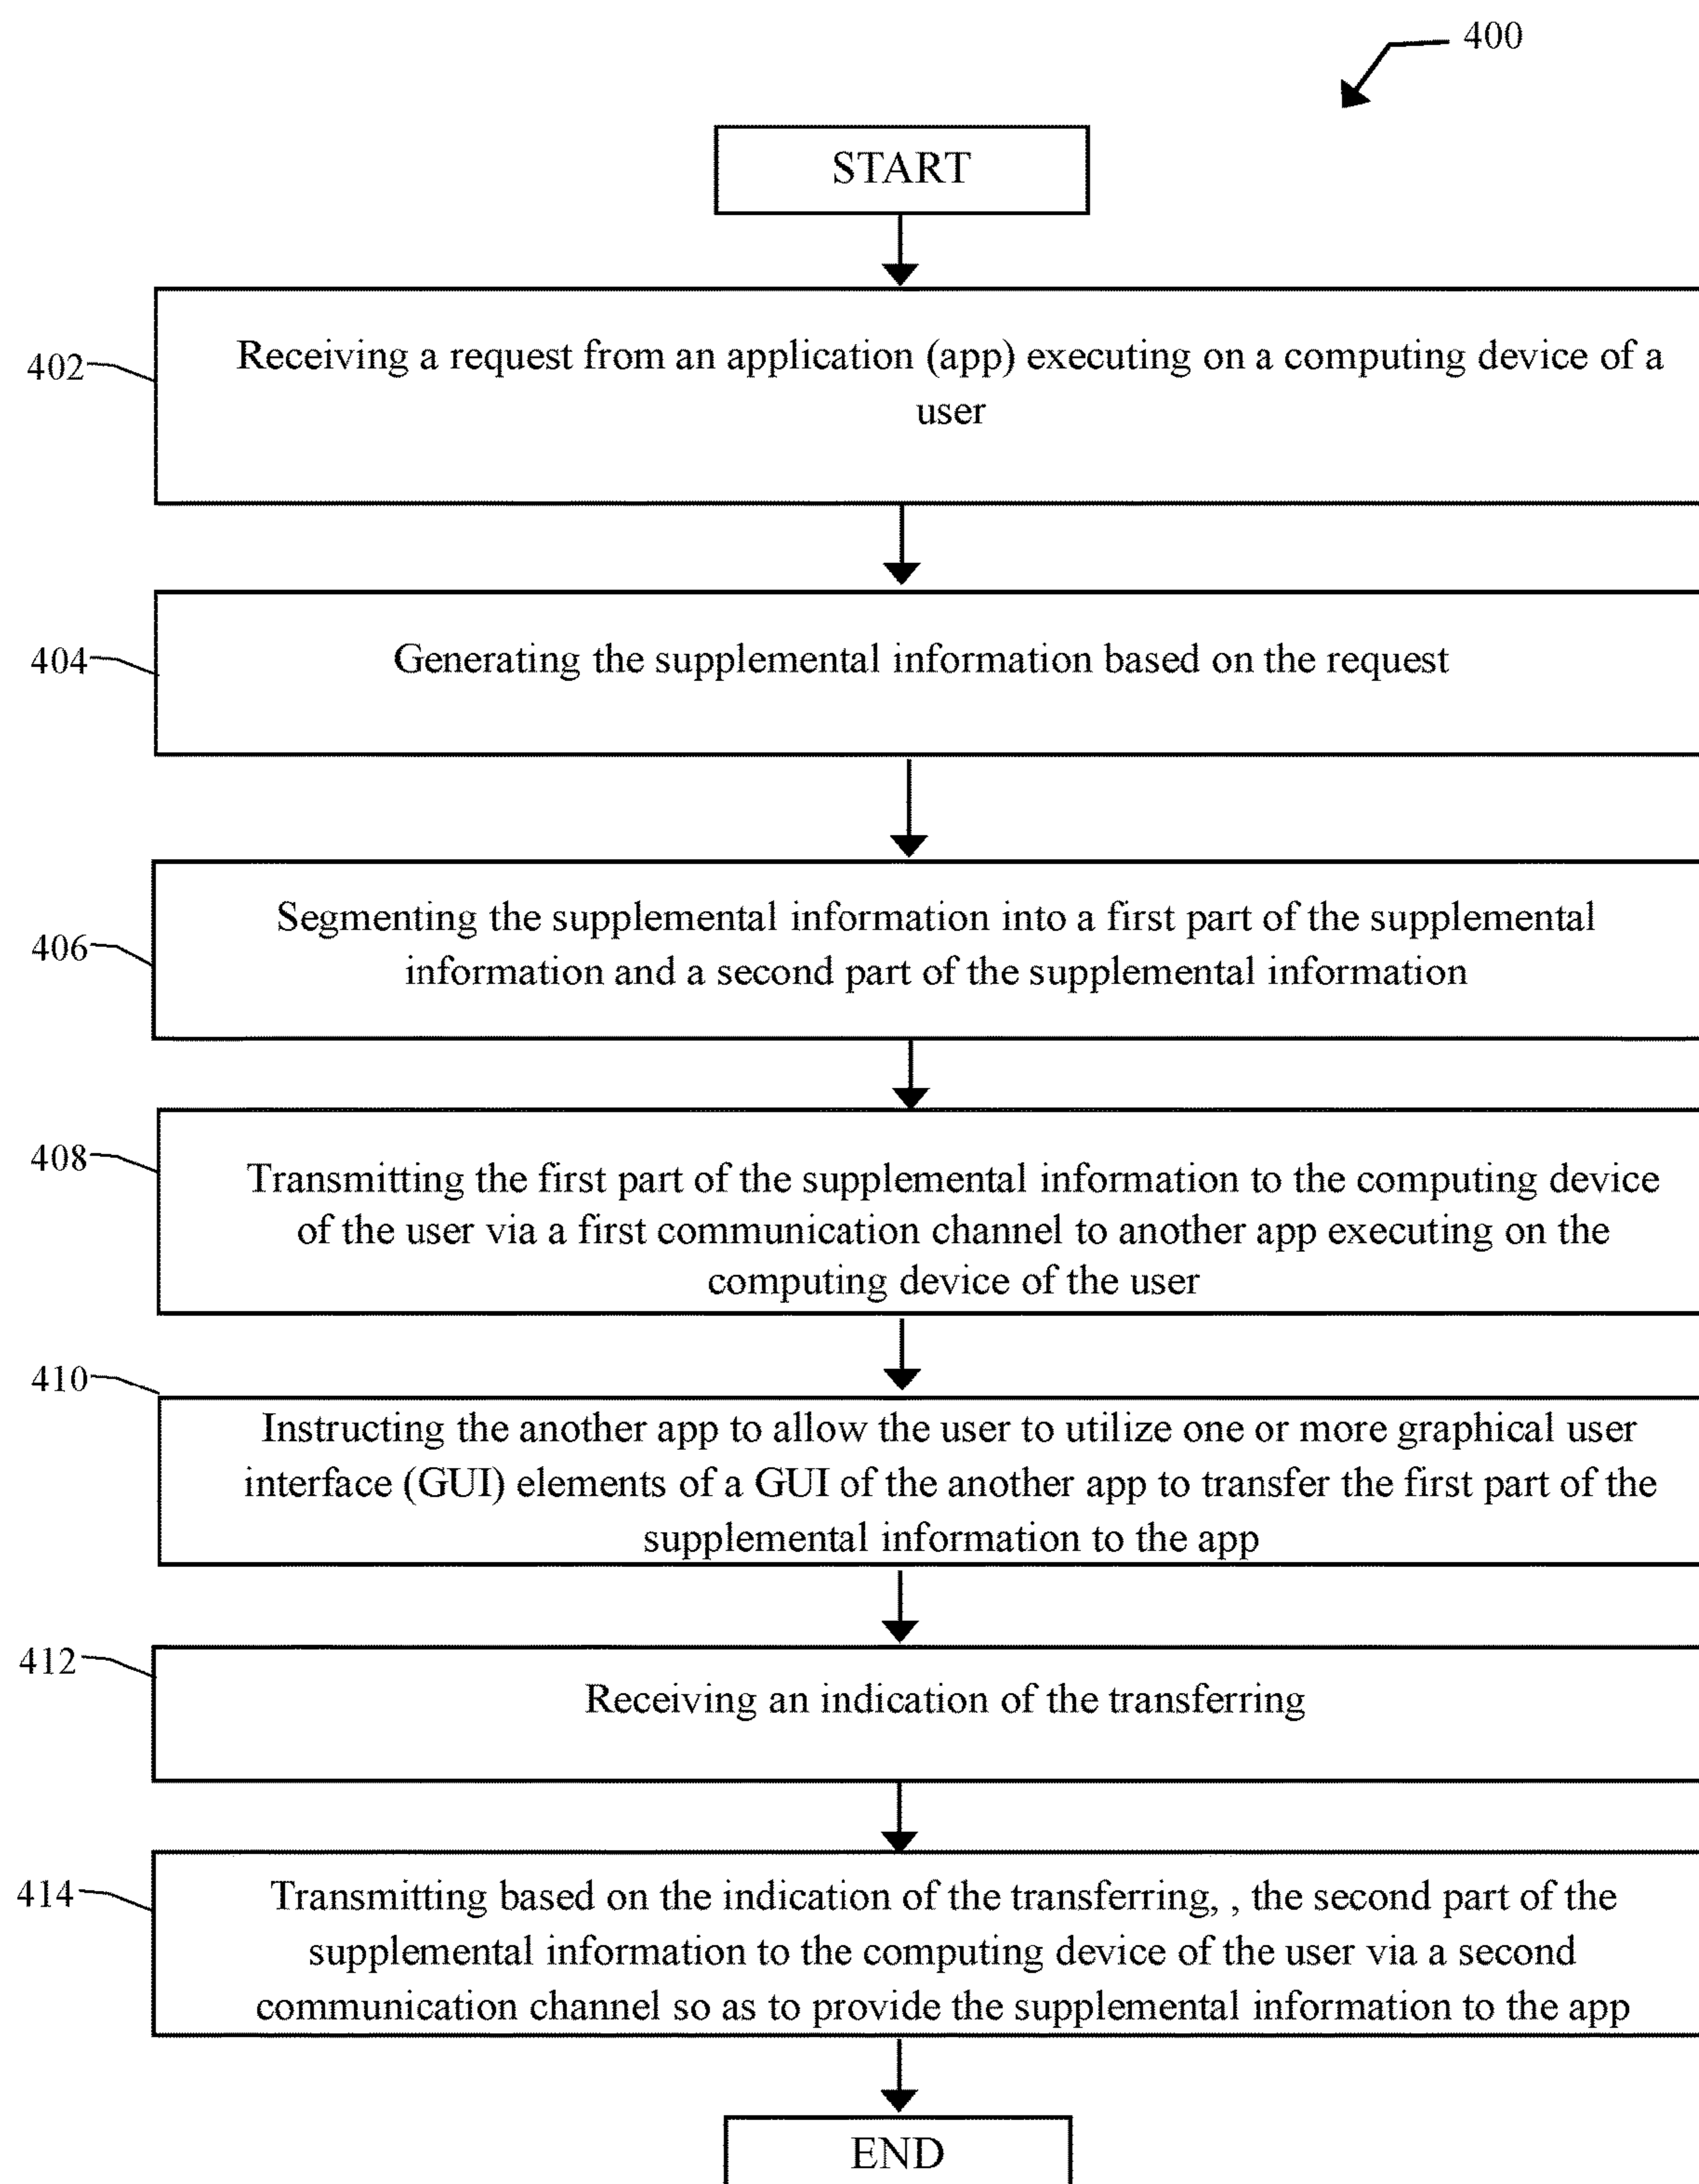 400
START
402
Receiving a request from an application (app) executing on a computing device of a
user
404
Generating the supplemental information based on the request
406
Segmenting the supplemental information into a first part of the supplemental
information and a second part of the supplemental information
408
Transmitting the first part of the supplemental information to the computing device
of the user via a first communication channel to another app executing on the
computing device of the user
410
Instructing the another app to allow the user to utilize one or more graphical user
interface (GUI) elements of a GUI of the another app to transfer the first part of the
supplemental information to the app
412
Receiving an indication of the transferring
414
Transmitting based on the indication of the transferring, , the second part of the
supplemental information to the computing device of the user via a second
communication channel so as to provide the supplemental information to the app
END